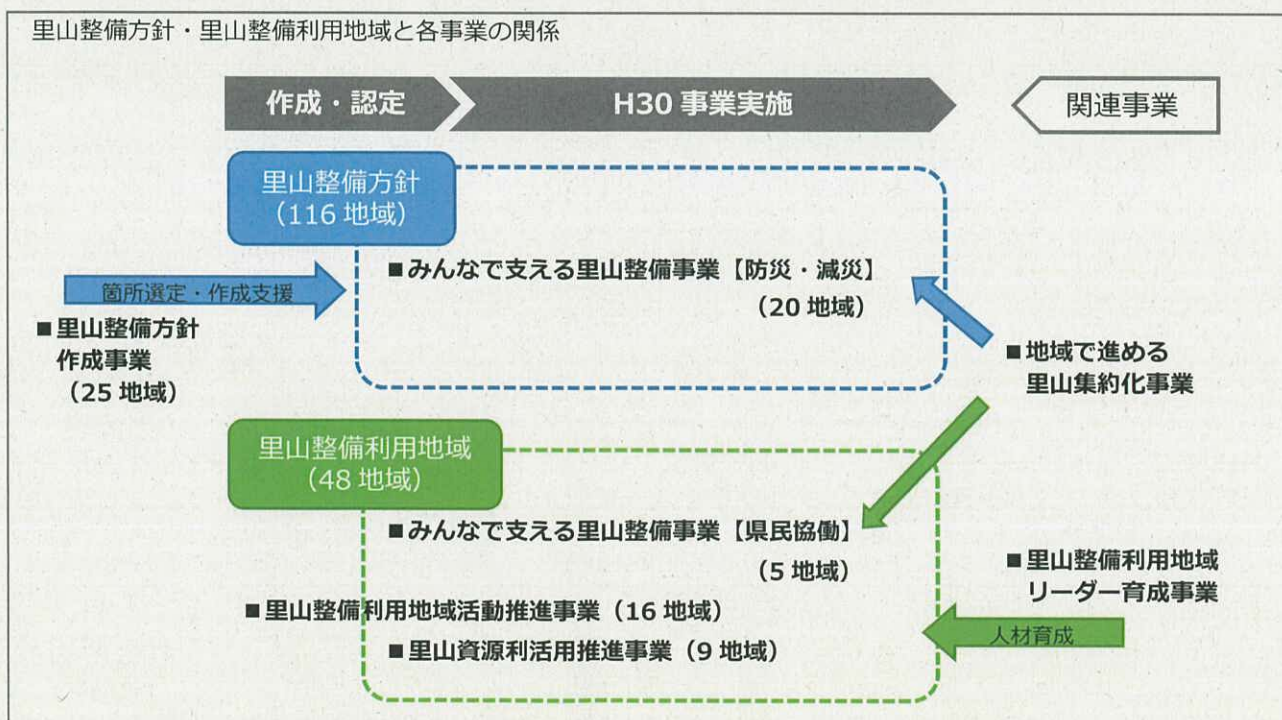 里山整備方針・里山整備利用地域と各事業の関係
作成・認定
H30 事業実施
関連事業
里山整備方針
（116 地域）
■みんなで支える里山整備事業【防災・減災】
（20 地域）
箇所選定・作成支援
■里山整備方針
作成事業
（25 地域）
■地域で進める
里山集約化事業
里山整備利用地域
（48 地域）
■みんなで支える里山整備事業【県民協働】
（5 地域）
■里山整備利用地域
リーダー育成事業
■里山整備利用地域活動推進事業（16 地域）
人材育成
■里山資源利活用推進事業（9 地域）